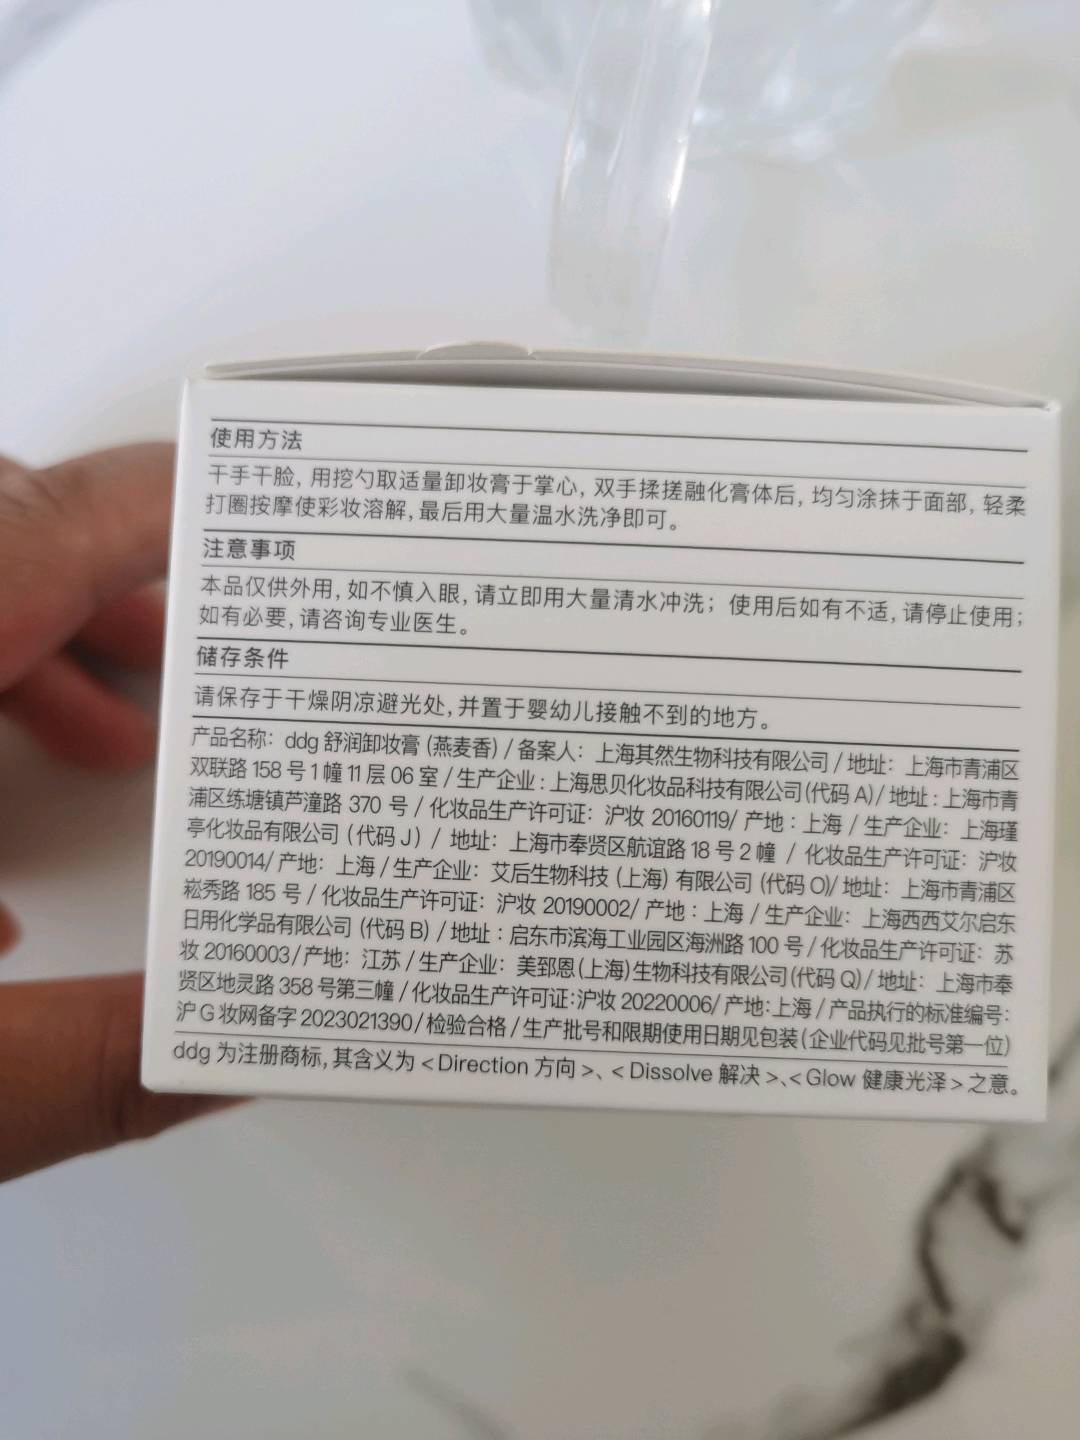 使用方法
干手干脸，用挖勺取适量卸妆膏于掌心，双手揉搓融化膏体后，均匀涂抹于面部，轻柔
打圈按摩使彩妆溶解，最后用大量温水洗净即可。
注意事项
本品仅供外用，如不慎入眼，请立即用大量清水冲洗；使用后如有不适，请停止使用；
如有必要，请咨询专业医生。
储存条件
请保存于干燥阴凉避光处，并置于婴幼儿接触不到的地方。
产品名称：ddg 舒润卸妆膏 (燕麦香) / 备案人：上海其然生物科技有限公司 / 地址：上海市青浦区
双联路 158 号 1 幢 11 层 06 室 / 生产企业：上海思贝化妆品科技有限公司 (代码 A) / 地址：上海市青
浦区练塘镇芦潼路 370 号 / 化妆品生产许可证：沪妆 20160119/ 产地：上海 / 生产企业：上海瑾
亭化妆品有限公司 (代码 J) / 地址：上海市奉贤区航谊路 18 号 2 幢 / 化妆品生产许可证：沪妆
20190014/ 产地：上海 / 生产企业：艾后生物科技 (上海) 有限公司 (代码 O)/ 地址：上海市青浦区
崧秀路 185 号 / 化妆品生产许可证：沪妆 20190002/ 产地：上海 / 生产企业：上海西西艾尔启东
日用化学品有限公司 (代码 B) / 地址：启东市滨海工业园区海洲路 100 号 / 化妆品生产许可证：苏
妆 20160003/ 产地：江苏 / 生产企业：美郅恩 (上海) 生物科技有限公司 (代码 Q)/ 地址：上海市奉
贤区地灵路 358 号第三幢 / 化妆品生产许可证：沪妆 20220006/ 产地：上海 / 产品执行的标准编号：
沪 G 妆网备字 2023021390 / 检验合格 / 生产批号和限期使用日期见包装 (企业代码见批号第一位)
ddg 为注册商标，其含义为 < Direction 方向 >、< Dissolve 解决 >、< Glow 健康光泽 > 之意。